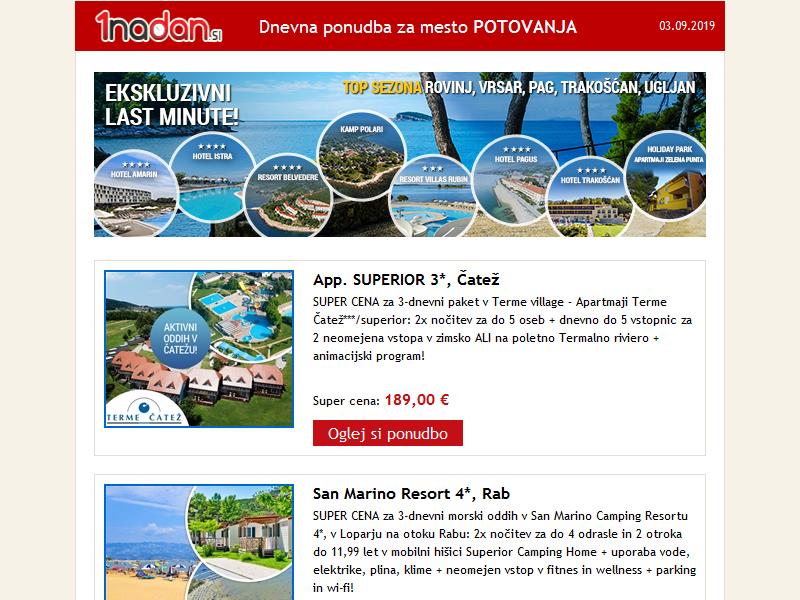 1nadan.si
Dnevna ponudba za mesto POTOVANJA
03.09.2019
EKSKLUZIVNI
LAST MINUTE!
TOP SEZONA ROVINJ, VRSAR, PAG, TRAKOŠĆAN, UGLJAN
HOTEL AMARIN
HOTEL ISTRA
RESORT BELVEDERE
KAMP POLARI
RESORT VILLAS RUBIN
HOTEL PAGUS
HOTEL TRAKOŠĆAN
HOLIDAY PARK
APARTMAJI ZELENA PUNTA
AKTIVNI
ODDIH V
ČATEŽU!
TERME ČATEŽ
App. SUPERIOR 3*, Čatež
SUPER CENA za 3-dnevni paket v Terme village - Apartmaji Terme
Čatež***/superior: 2x nočitev za do 5 oseb + dnevno do 5 vstopnic za
2 neomejena vstopa v zimsko ALI na poletno Termalno riviero +
animacijski program!
Super cena: 189,00 €
Oglej si ponudbo
San Marino Resort 4*, Rab
SUPER CENA za 3-dnevni morski oddih v San Marino Camping Resortu
4*, v Loparju na otoku Rabu: 2x nočitev za do 4 odrasle in 2 otroka
do 11,99 let v mobilni hišici Superior Camping Home + uporaba vode,
elektrike, plina, klime + neomejen vstop v fitnes in wellness + parking
in wi-fi!